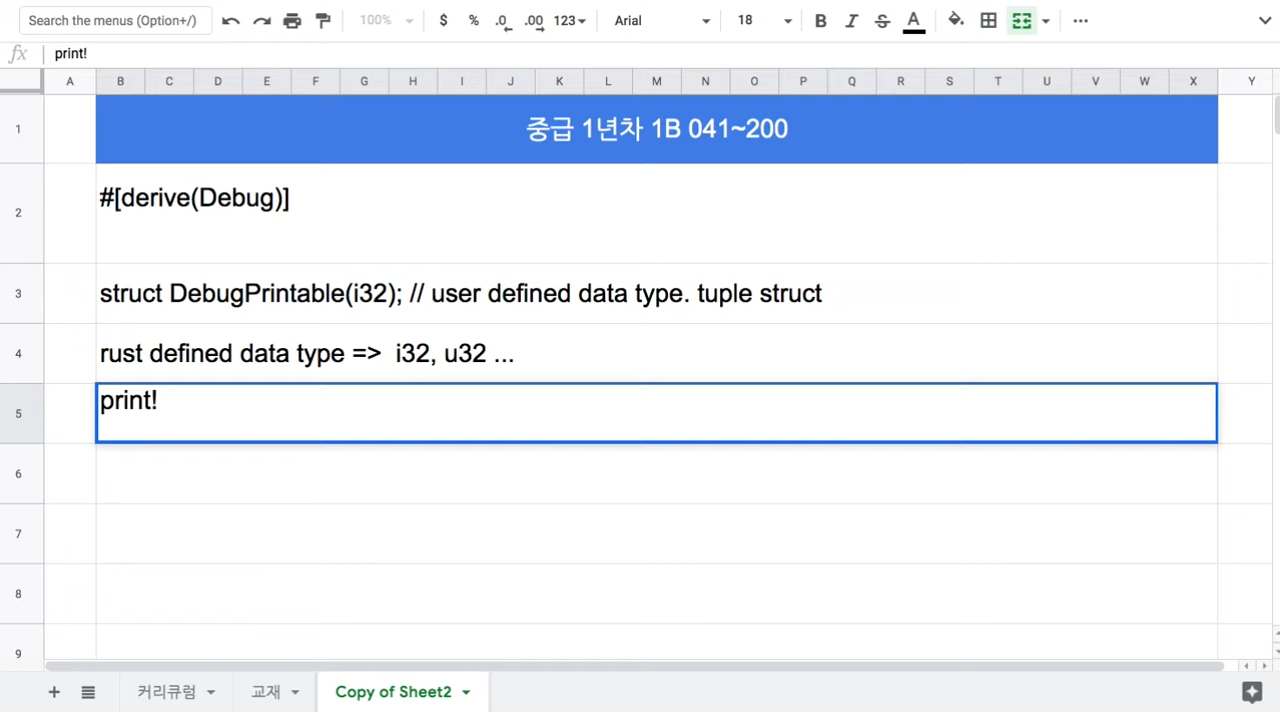 Search the menus (Option+/) 100% $ % .0 .00 123 Arial 18 B I S A
fx print!
A B C D E F G H I J K L M N O P Q R S T U V W X Y
1 중급 1년차 1B 041~200
2 #[derive(Debug)]
3 struct DebugPrintable(i32); // user defined data type. tuple struct
4 rust defined data type => i32, u32 ...
5 print!
6
7
8
9
커리큐럼 교재 Copy of Sheet2